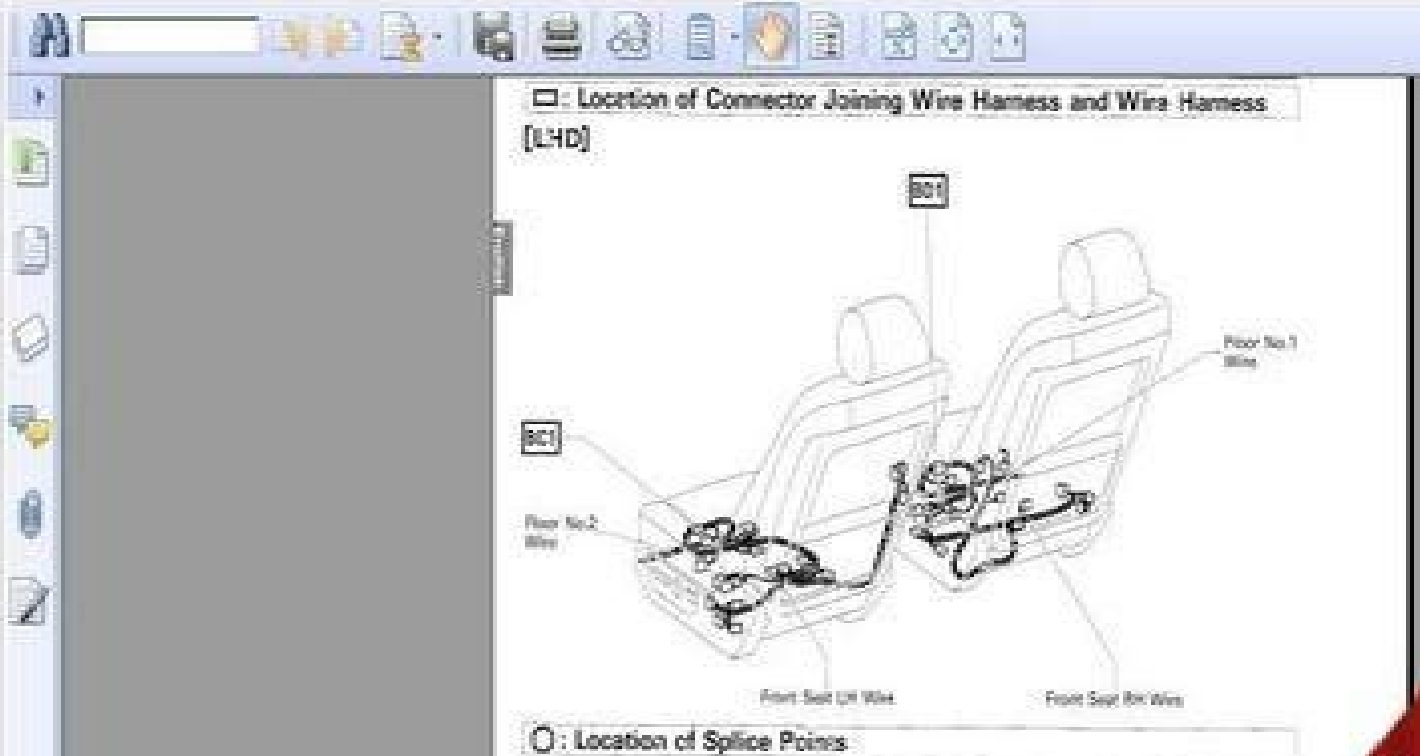 □: Location of Connector Joining Wire Harness and Wire Harness
[LHD]
Floor No.1
Wire
Floor No.2
Wire
Front Seat LH Wire
Front Seat RH Wire
○: Location of Splice Points